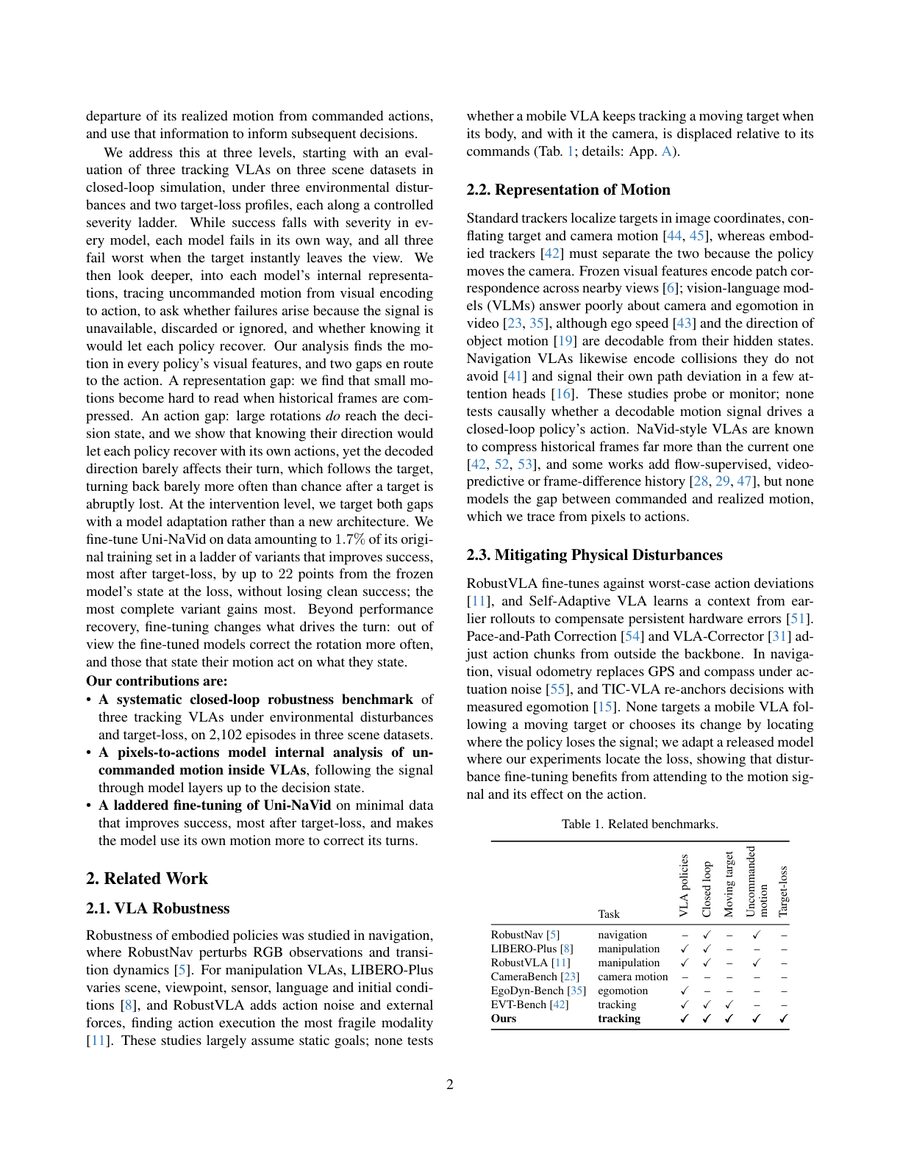 departure of its realized motion from commanded actions,
and use that information to inform subsequent decisions.
We address this at three levels, starting with an eval-
uation of three tracking VLAs on three scene datasets in
closed-loop simulation, under three environmental distur-
bances and two target-loss profiles, each along a controlled
severity ladder. While success falls with severity in ev-
ery model, each model fails in its own way, and all three
fail worst when the target instantly leaves the view. We
then look deeper, into each model's internal representa-
tions, tracing uncommanded motion from visual encoding
to action, to ask whether failures arise because the signal is
unavailable, discarded or ignored, and whether knowing it
would let each policy recover. Our analysis finds the mo-
tion in every policy's visual features, and two gaps en route
to the action. A representation gap: we find that small mo-
tions become hard to read when historical frames are com-
pressed. An action gap: large rotations do reach the deci-
sion state, and we show that knowing their direction would
let each policy recover with its own actions, yet the decoded
direction barely affects their turn, which follows the target,
turning back barely more often than chance after a target is
abruptly lost. At the intervention level, we target both gaps
with a model adaptation rather than a new architecture. We
fine-tune Uni-NaVid on data amounting to 1.7% of its origi-
nal training set in a ladder of variants that improves success,
most after target-loss, by up to 22 points from the frozen
model's state at the loss, without losing clean success; the
most complete variant gains most. Beyond performance
recovery, fine-tuning changes what drives the turn: out of
view the fine-tuned models correct the rotation more often,
and those that state their motion act on what they state.
Our contributions are:
• A systematic closed-loop robustness benchmark of
three tracking VLAs under environmental disturbances
and target-loss, on 2,102 episodes in three scene datasets.
• A pixels-to-actions model internal analysis of un-
commanded motion inside VLAs, following the signal
through model layers up to the decision state.
• A laddered fine-tuning of Uni-NaVid on minimal data
that improves success, most after target-loss, and makes
the model use its own motion more to correct its turns.
2. Related Work
2.1. VLA Robustness
Robustness of embodied policies was studied in navigation,
where RobustNav perturbs RGB observations and transi-
tion dynamics [5]. For manipulation VLAs, LIBERO-Plus
varies scene, viewpoint, sensor, language and initial condi-
tions [8], and RobustVLA adds action noise and external
forces, finding action execution the most fragile modality
[11]. These studies largely assume static goals; none tests
whether a mobile VLA keeps tracking a moving target when
its body, and with it the camera, is displaced relative to its
commands (Tab. 1; details: App. A).
2.2. Representation of Motion
Standard trackers localize targets in image coordinates, con-
flating target and camera motion [44, 45], whereas embod-
ied trackers [42] must separate the two because the policy
moves the camera. Frozen visual features encode patch cor-
respondence across nearby views [6]; vision-language mod-
els (VLMs) answer poorly about camera and egomotion in
video [23, 35], although ego speed [43] and the direction of
object motion [19] are decodable from their hidden states.
Navigation VLAs likewise encode collisions they do not
avoid [41] and signal their own path deviation in a few at-
tention heads [16]. These studies probe or monitor; none
tests causally whether a decodable motion signal drives a
closed-loop policy's action. NaVid-style VLAs are known
to compress historical frames far more than the current one
[42, 52, 53], and some works add flow-supervised, video-
predictive or frame-difference history [28, 29, 47], but none
models the gap between commanded and realized motion,
which we trace from pixels to actions.
2.3. Mitigating Physical Disturbances
RobustVLA fine-tunes against worst-case action deviations
[11], and Self-Adaptive VLA learns a context from ear-
lier rollouts to compensate persistent hardware errors [51].
Pace-and-Path Correction [54] and VLA-Corrector [31] ad-
just action chunks from outside the backbone. In naviga-
tion, visual odometry replaces GPS and compass under ac-
tuation noise [55], and TIC-VLA re-anchors decisions with
measured egomotion [15]. None targets a mobile VLA fol-
lowing a moving target or chooses its change by locating
where the policy loses the signal; we adapt a released model
where our experiments locate the loss, showing that distur-
bance fine-tuning benefits from attending to the motion sig-
nal and its effect on the action.
Table 1. Related benchmarks.
Task VLA policies Closed loop Moving target Uncommanded motion Target-loss
RobustNav [5] navigation – ✓ – ✓ –
LIBERO-Plus [8] manipulation ✓ ✓ – – –
RobustVLA [11] manipulation ✓ ✓ – ✓ –
CameraBench [23] camera motion – – – – –
EgoDyn-Bench [35] egomotion ✓ – – – –
EVT-Bench [42] tracking ✓ ✓ ✓ – –
Ours tracking ✓ ✓ ✓ ✓ ✓
2